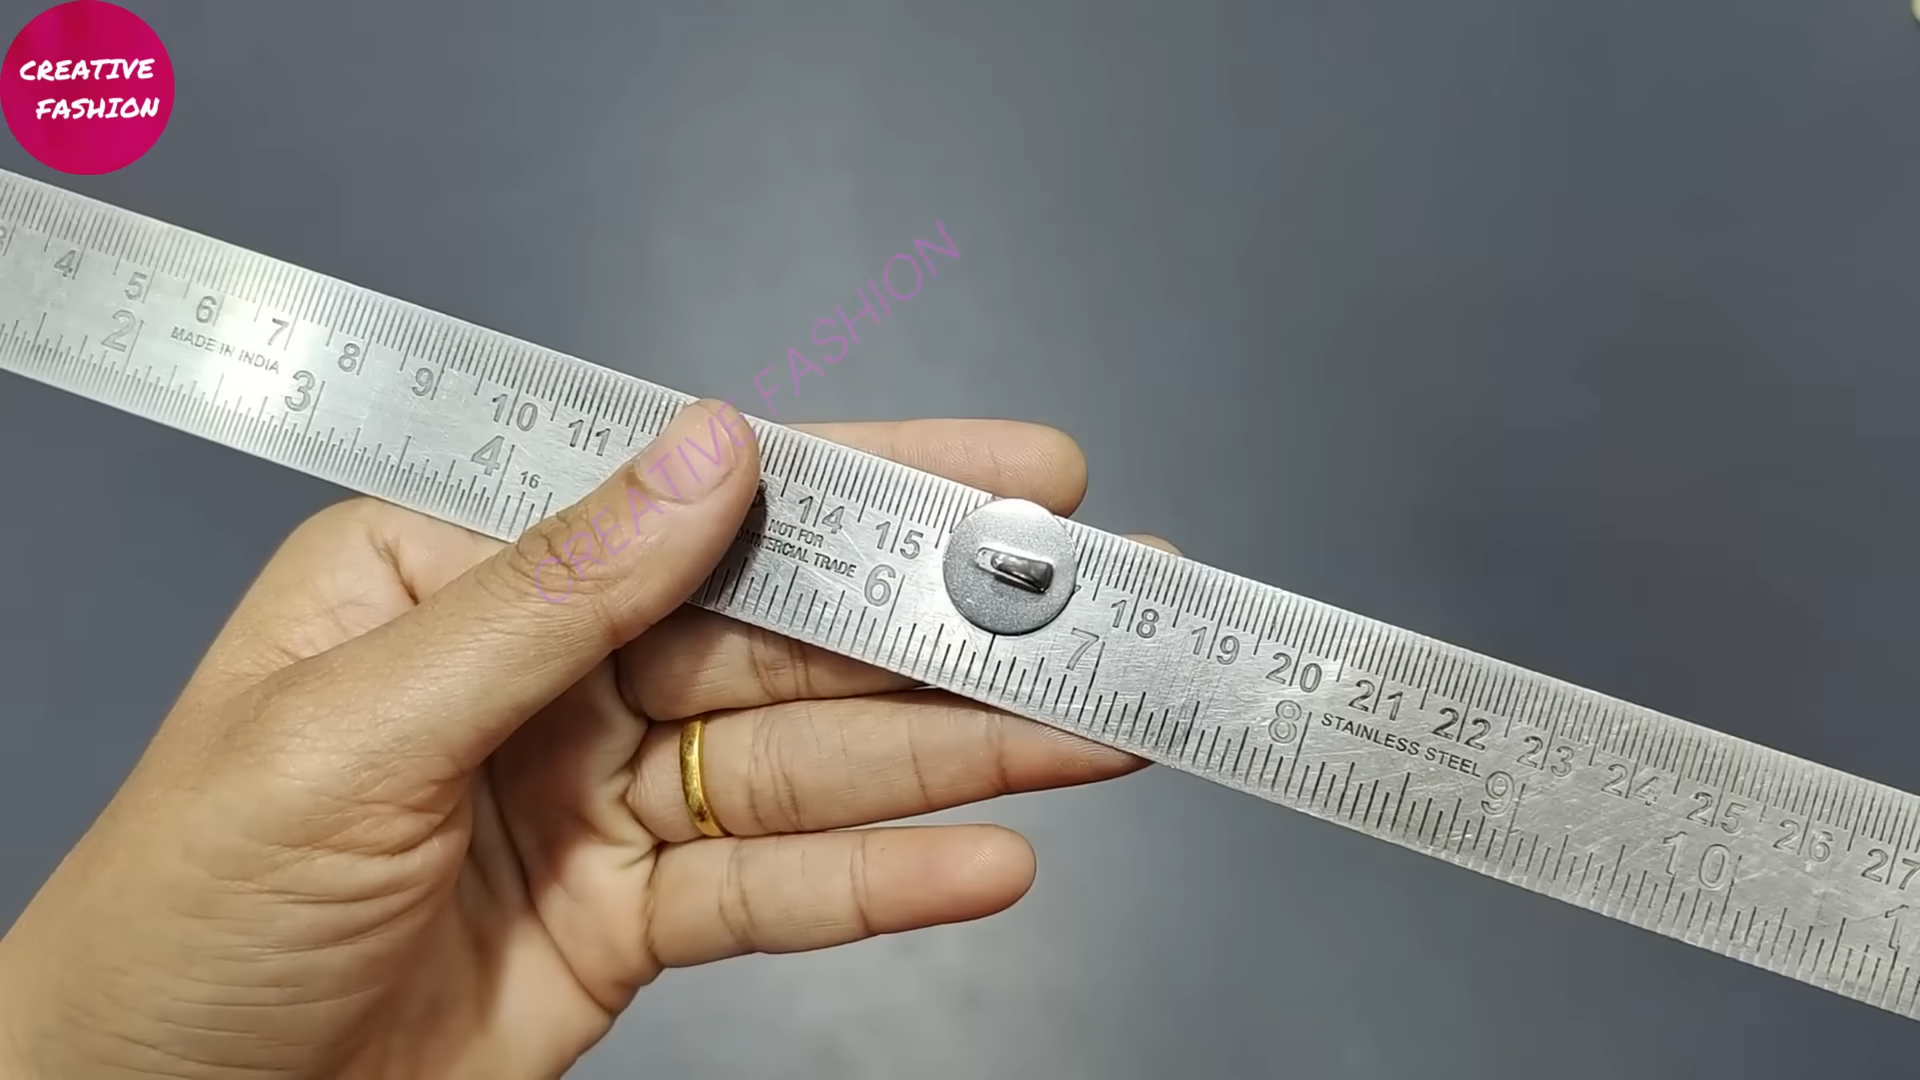 CREATIVE
FASHION
CREATIVE FASHION
4 5 6 7 8 9 10 11 14 15 18 19 20 21 22 23 24 25 26 27
MADE IN INDIA
16
NOT FOR
COMMERCIAL TRADE
STAINLESS STEEL
2 3 4 6 7 8 9 10